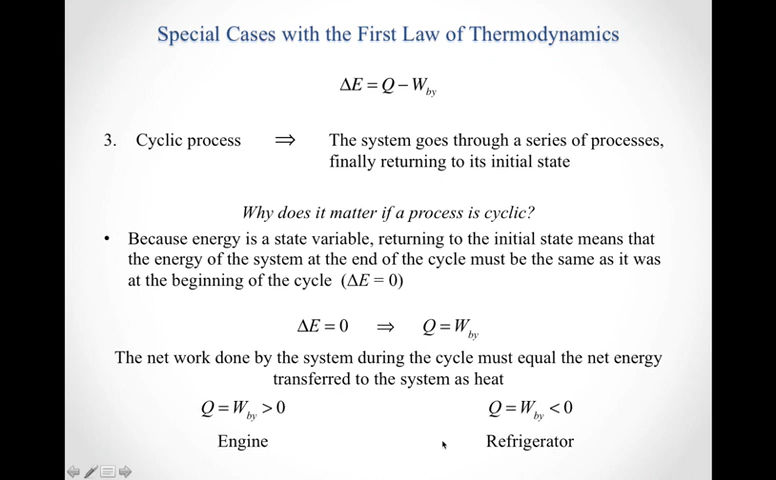 Special Cases with the First Law of Thermodynamics
ΔE = Q − W_by
3. Cyclic process ⇒ The system goes through a series of processes,
finally returning to its initial state
Why does it matter if a process is cyclic?
• Because energy is a state variable, returning to the initial state means that
the energy of the system at the end of the cycle must be the same as it was
at the beginning of the cycle (ΔE = 0)
ΔE = 0 ⇒ Q = W_by
The net work done by the system during the cycle must equal the net energy
transferred to the system as heat
Q = W_by > 0 Q = W_by < 0
Engine Refrigerator